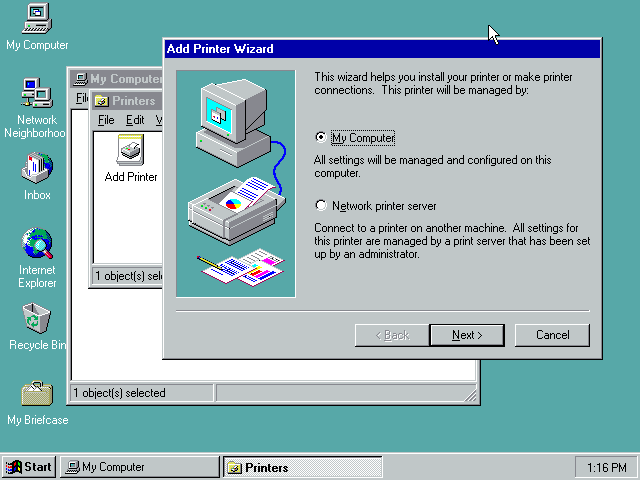 My Computer
Network
Neighborhoo
Inbox
Internet
Explorer
Recycle Bin
My Briefcase
My Compute
Fil
Printers
File Edit V
Add Printer
1 object(s) sele
1 object(s) selected
Add Printer Wizard
This wizard helps you install your printer or make printer
connections. This printer will be managed by:
My Computer
All settings will be managed and configured on this
computer.
Network printer server
Connect to a printer on another machine. All settings for
this printer are managed by a print server that has been set
up by an administrator.
< Back Next > Cancel
Start My Computer Printers 1:16 PM